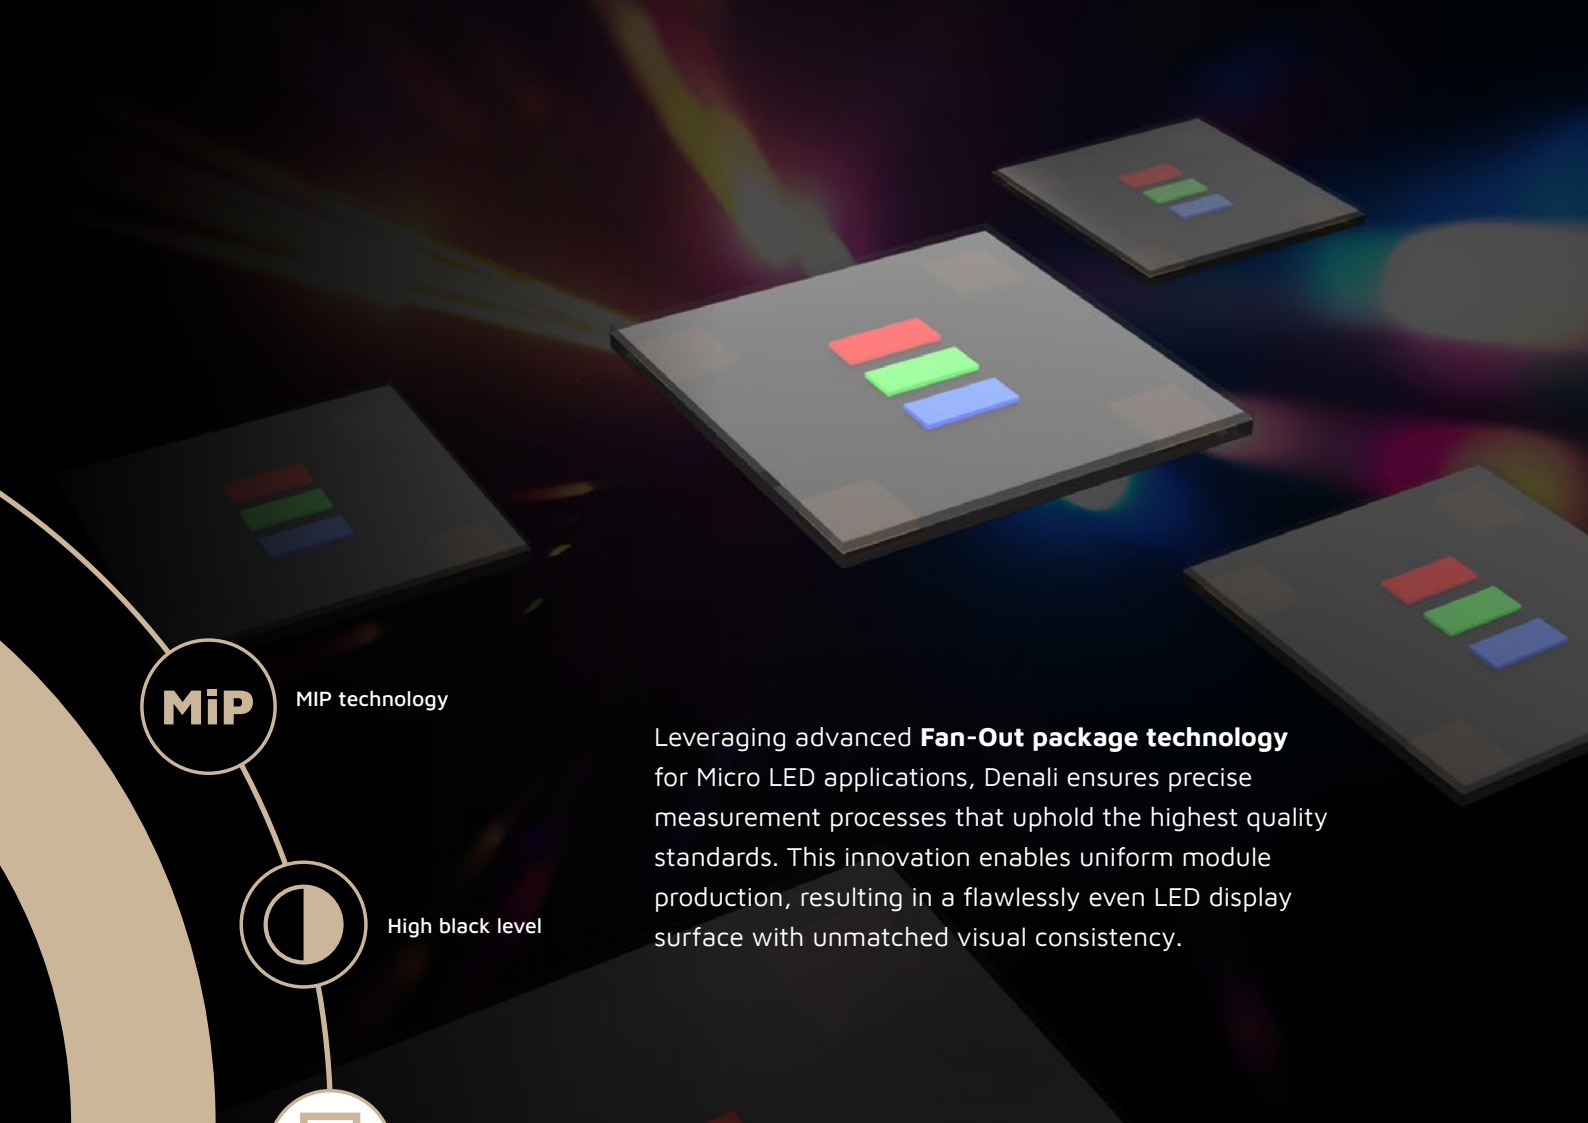 MiP
MIP technology
High black level
Leveraging advanced Fan-Out package technology
for Micro LED applications, Denali ensures precise
measurement processes that uphold the highest quality
standards. This innovation enables uniform module
production, resulting in a flawlessly even LED display
surface with unmatched visual consistency.